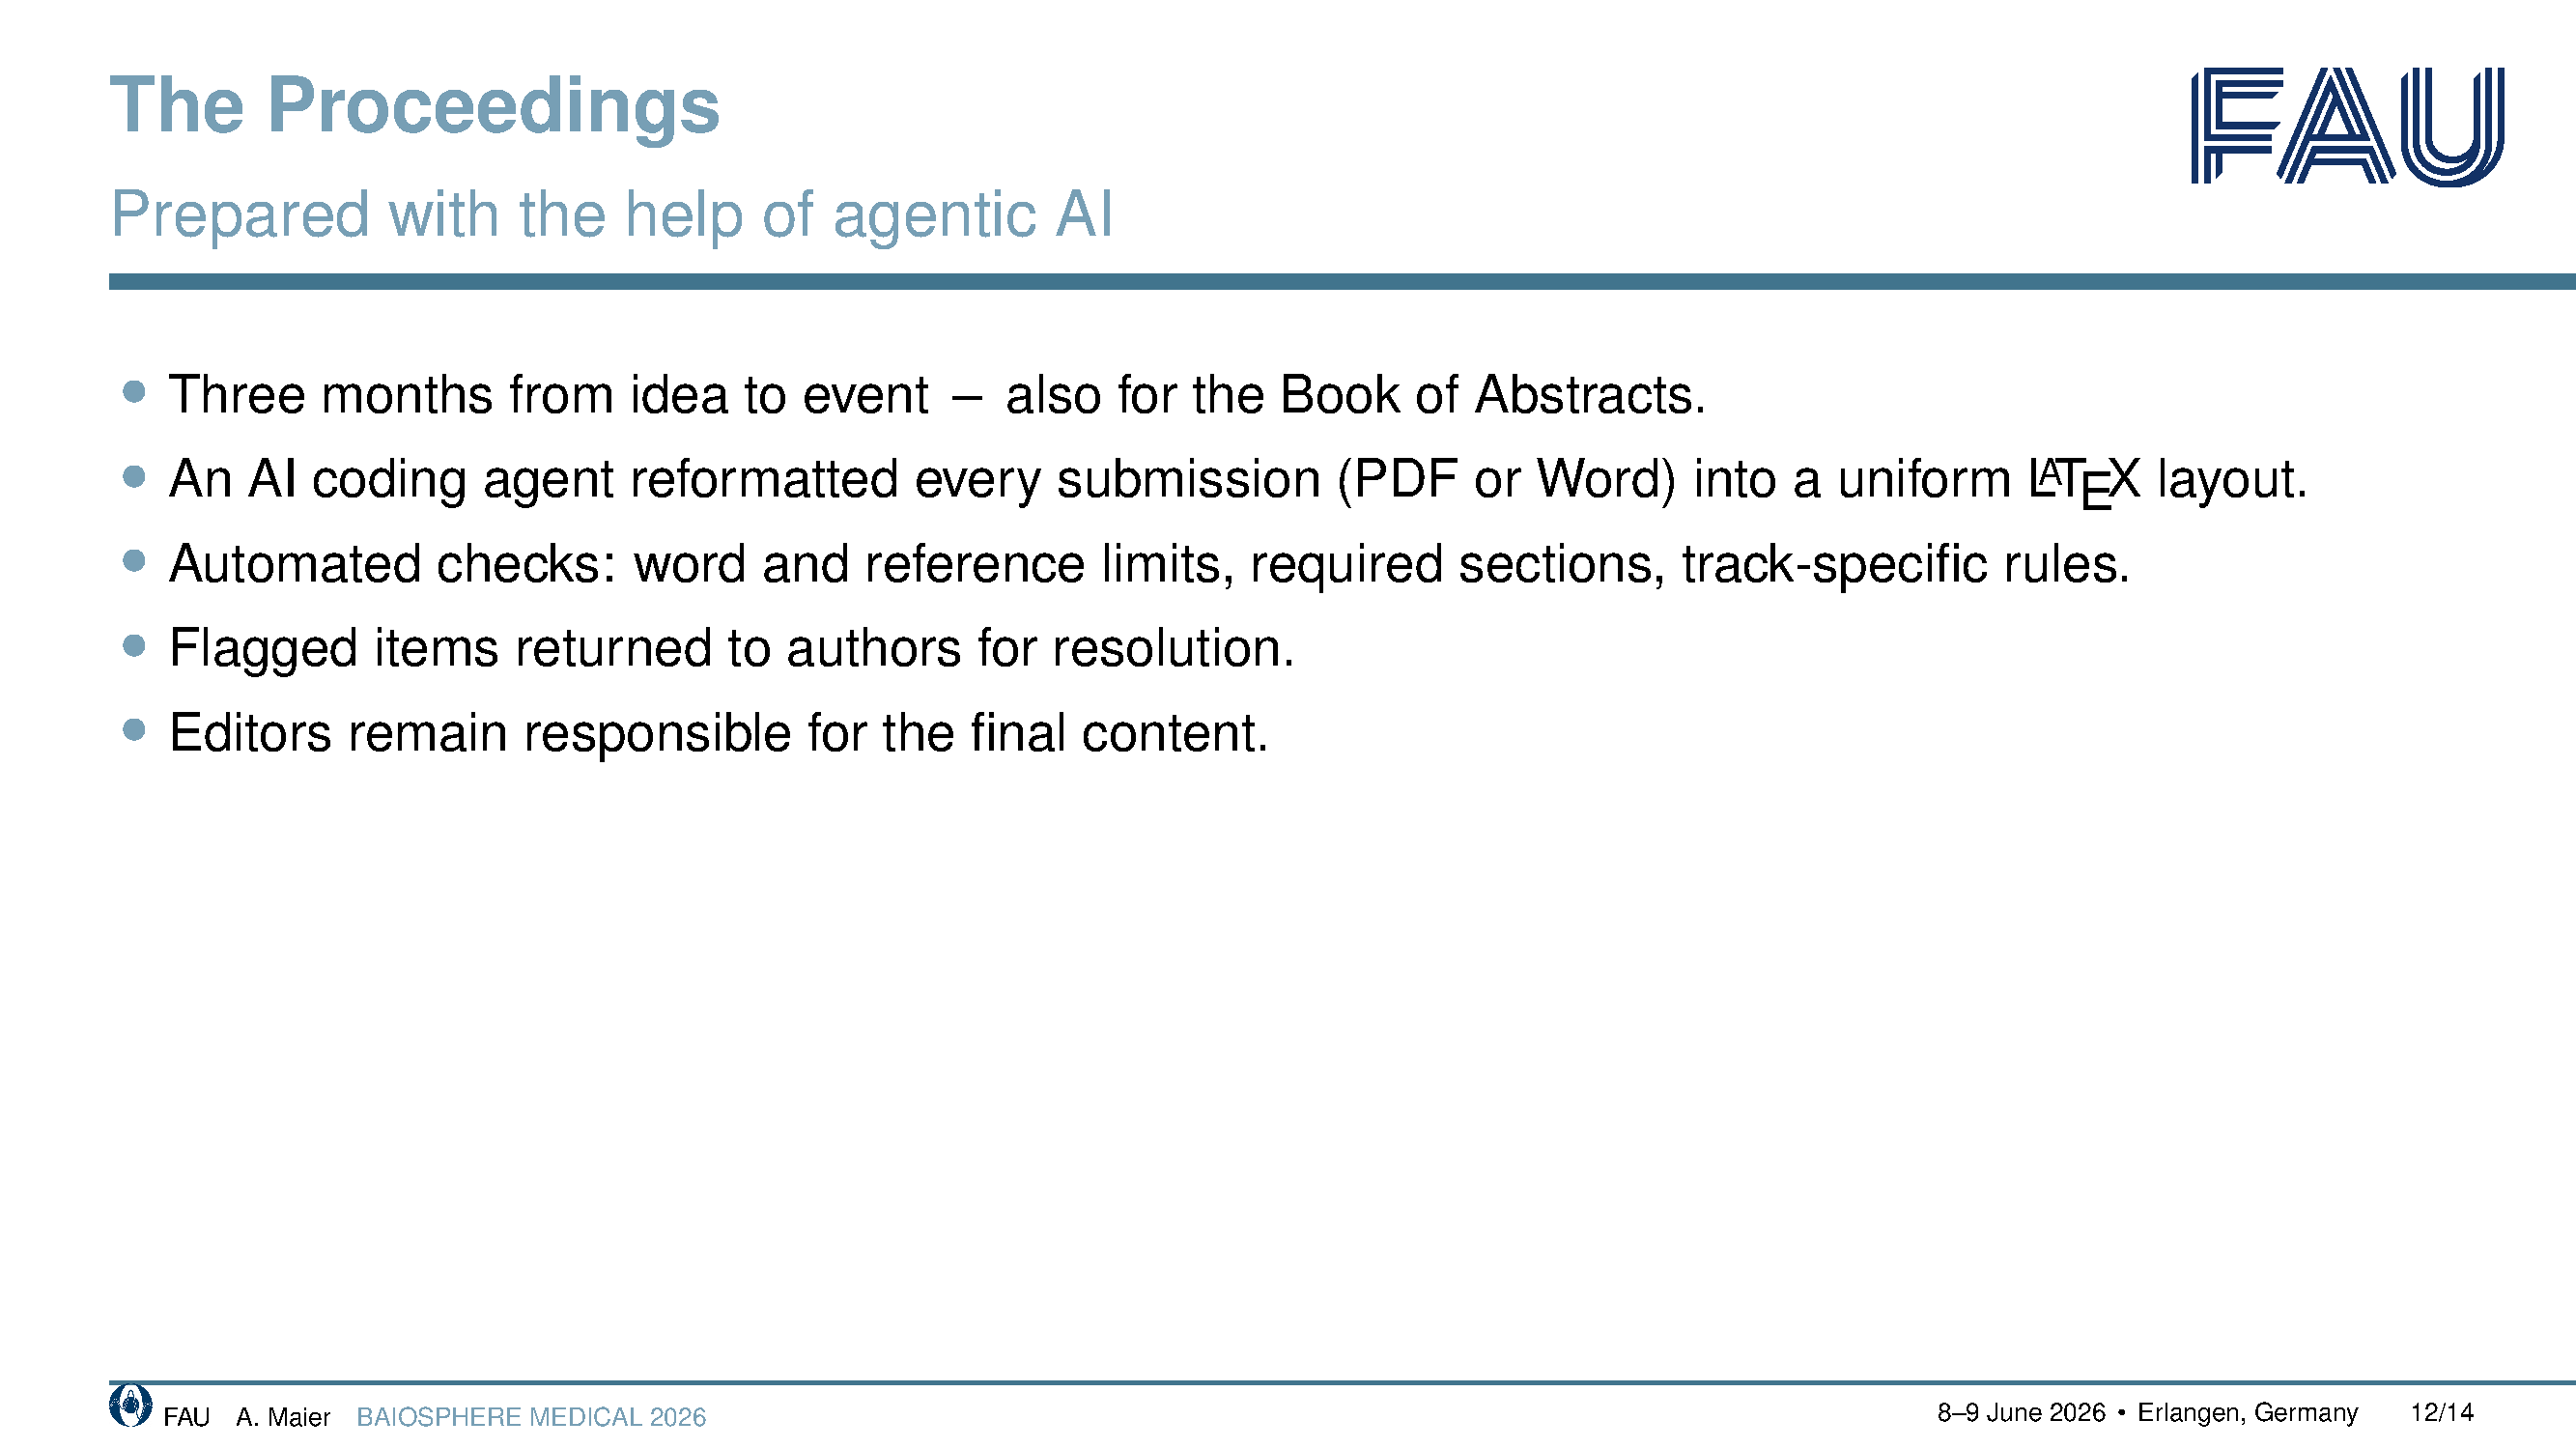 The Proceedings
FAU
Prepared with the help of agentic AI
• Three months from idea to event – also for the Book of Abstracts.
• An AI coding agent reformatted every submission (PDF or Word) into a uniform LATEX layout.
• Automated checks: word and reference limits, required sections, track-specific rules.
• Flagged items returned to authors for resolution.
• Editors remain responsible for the final content.
FAU A. Maier BAIOSPHERE MEDICAL 2026
8–9 June 2026 • Erlangen, Germany 12/14